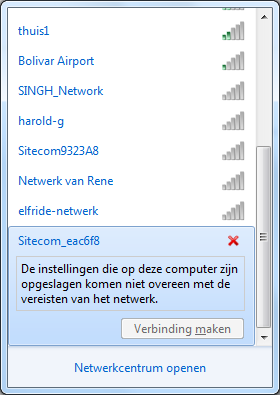 thuis1
Bolivar Airport
SINGH_Network
harold-g
Sitecom9323A8
Netwerk van Rene
elfride-netwerk
Sitecom_eac6f8
De instellingen die op deze computer zijn
opgeslagen komen niet overeen met de
vereisten van het netwerk.
Verbinding maken
Netwerkcentrum openen